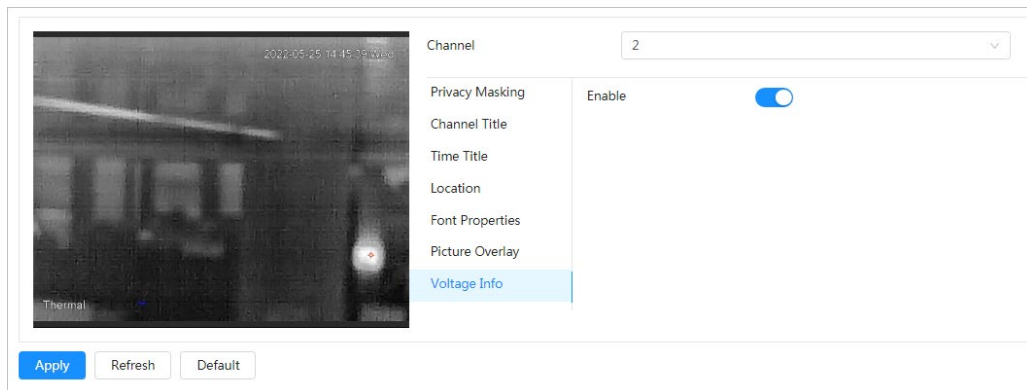 2022-05-25 14:45:39 Wed
Thermal
Channel
2
Privacy Masking
Channel Title
Time Title
Location
Font Properties
Picture Overlay
Voltage Info
Enable
Apply
Refresh
Default